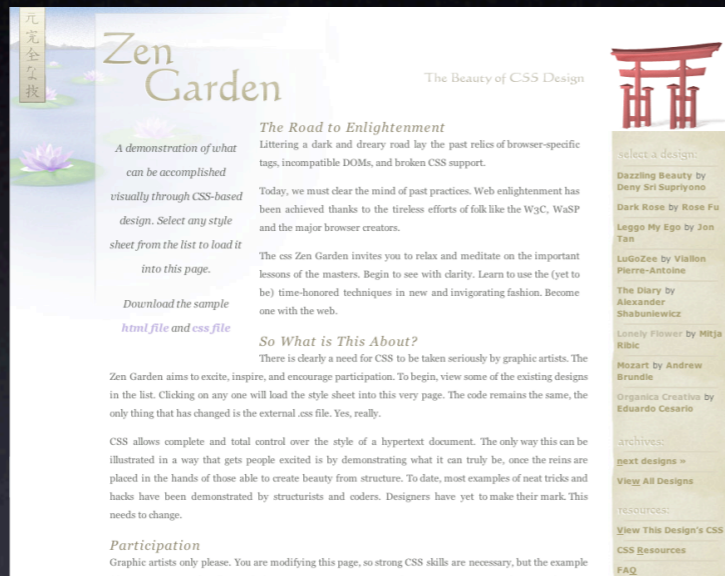 元
完
全
な
技
Zen
Garden
The Beauty of CSS Design
A demonstration of what
can be accomplished
visually through CSS-based
design. Select any style
sheet from the list to load it
into this page.
Download the sample
html file and css file
The Road to Enlightenment
Littering a dark and dreary road lay the past relics of browser-specific
tags, incompatible DOMs, and broken CSS support.
Today, we must clear the mind of past practices. Web enlightenment has
been achieved thanks to the tireless efforts of folk like the W3C, WaSP
and the major browser creators.
The css Zen Garden invites you to relax and meditate on the important
lessons of the masters. Begin to see with clarity. Learn to use the (yet to
be) time-honored techniques in new and invigorating fashion. Become
one with the web.
So What is This About?
There is clearly a need for CSS to be taken seriously by graphic artists. The
Zen Garden aims to excite, inspire, and encourage participation. To begin, view some of the existing designs
in the list. Clicking on any one will load the style sheet into this very page. The code remains the same, the
only thing that has changed is the external .css file. Yes, really.
CSS allows complete and total control over the style of a hypertext document. The only way this can be
illustrated in a way that gets people excited is by demonstrating what it can truly be, once the reins are
placed in the hands of those able to create beauty from structure. To date, most examples of neat tricks and
hacks have been demonstrated by structurists and coders. Designers have yet to make their mark. This
needs to change.
Participation
Graphic artists only please. You are modifying this page, so strong CSS skills are necessary, but the example
select a design:
Dazzling Beauty by
Deny Sri Supriyono
Dark Rose by Rose Fu
Leggo My Ego by Jon
Tan
LuGoZee by Viallon
Pierre-Antoine
The Diary by
Alexander
Shabuniewicz
Lonely Flower by Mitja
Ribic
Mozart by Andrew
Brundle
Organica Creativa by
Eduardo Cesario
archives:
next designs »
View All Designs
resources:
View This Design's CSS
CSS Resources
FAQ